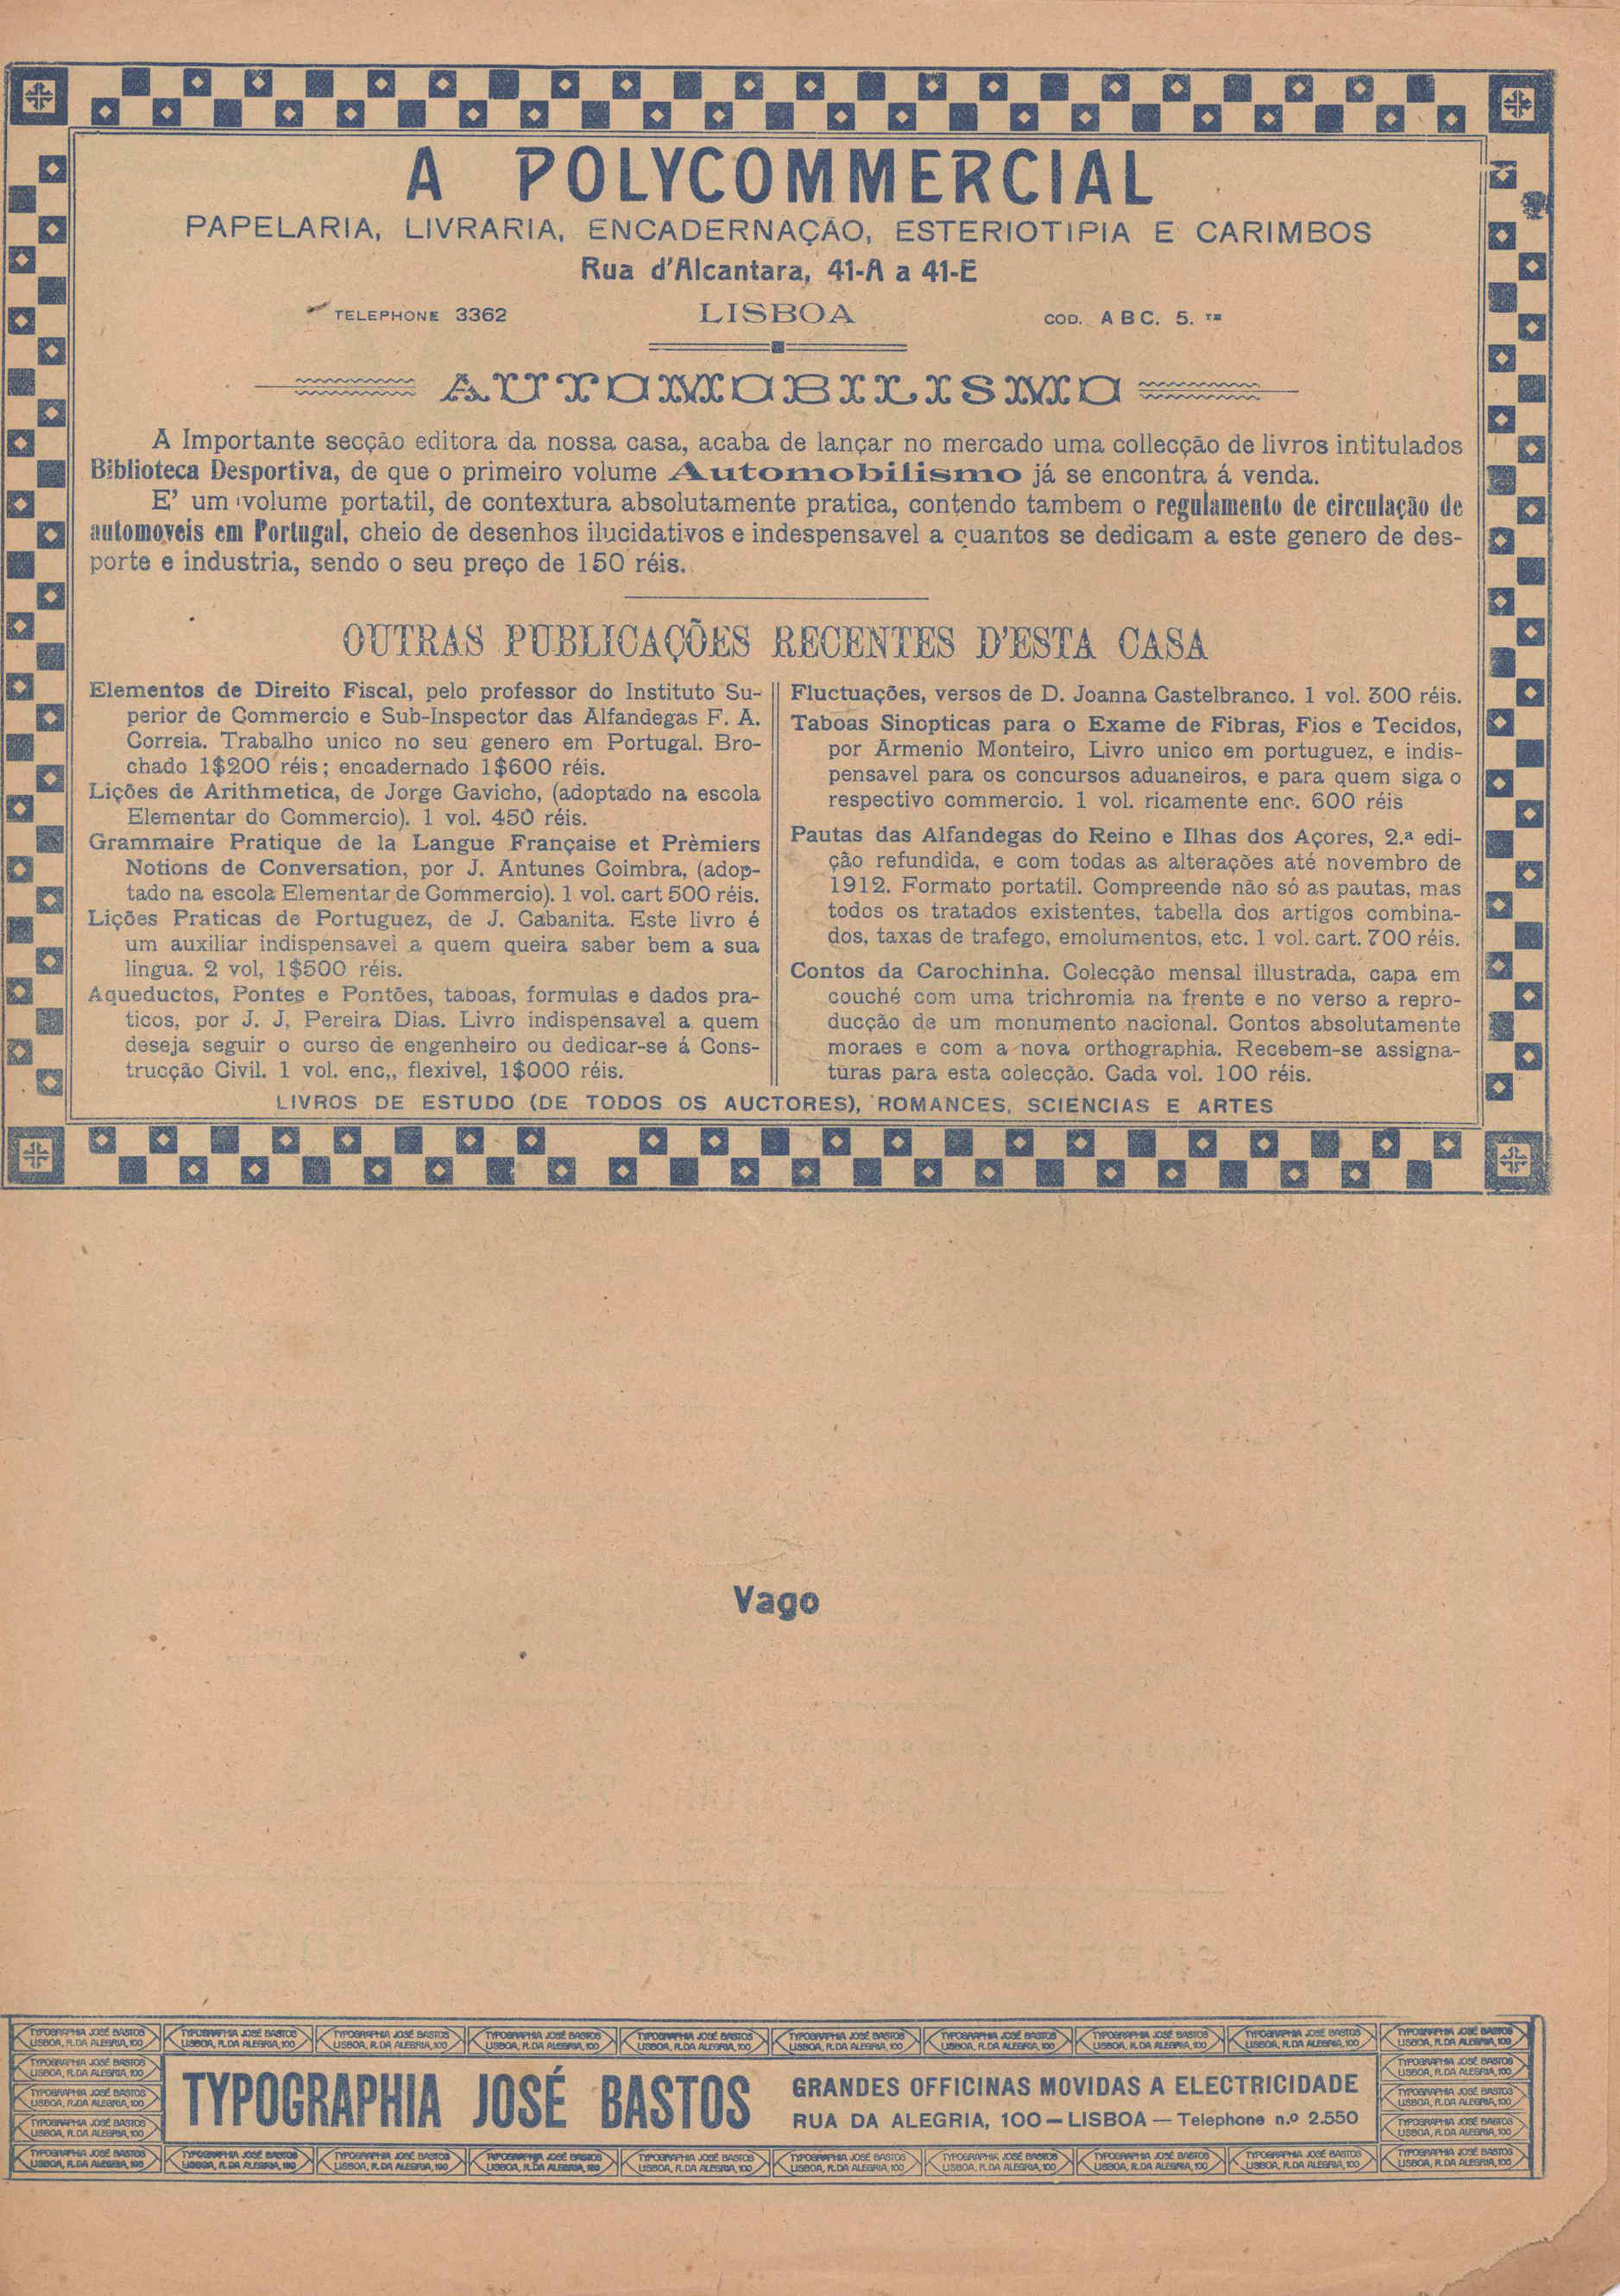 A POLYCOMMERCIAL
PAPELARIA, LIVRARIA, ENCADERNAÇÃO, ESTERIOTIPIA E CARIMBOS
Rua d'Alcantara, 41-A a 41-E
TELEPHONE 3362 LISBOA COD. A B C. 5.
AUTOMOBILISMO
A Importante secção editora da nossa casa, acaba de lançar no mercado uma collecção de livros intitulados
Biblioteca Desportiva, de que o primeiro volume Automobilismo já se encontra á venda.
E' um volume portatil, de contextura absolutamente pratica, contendo tambem o regulamento de circulação de
automoveis em Portugal, cheio de desenhos ilucidativos e indespensavel a quantos se dedicam a este genero de des-
porte e industria, sendo o seu preço de 150 réis.
OUTRAS PUBLICAÇÕES RECENTES D'ESTA CASA
Elementos de Direito Fiscal, pelo professor do Instituto Su-
perior de Commercio e Sub-Inspector das Alfandegas F. A.
Correia. Trabalho unico no seu genero em Portugal. Bro-
chado 1$200 réis; encadernado 1$600 réis.
Lições de Arithmetica, de Jorge Gavicho, (adoptado na escola
Elementar do Commercio). 1 vol. 450 réis.
Grammaire Pratique de la Langue Française et Prèmiers
Notions de Conversation, por J. Antunes Coimbra, (adop-
tado na escola Elementar de Commercio). 1 vol. cart 500 réis.
Lições Praticas de Portuguez, de J. Cabanita. Este livro é
um auxiliar indispensavel a quem queira saber bem a sua
lingua. 2 vol, 1$500 réis.
Aqueductos, Pontes e Pontões, taboas, formulas e dados pra-
ticos, por J. J. Pereira Dias. Livro indispensavel a quem
deseja seguir o curso de engenheiro ou dedicar-se á Cons-
trucção Civil. 1 vol. enc,, flexivel, 1$000 réis.
Fluctuações, versos de D. Joanna Castelbranco. 1 vol. 300 réis.
Taboas Sinopticas para o Exame de Fibras, Fios e Tecidos,
por Armenio Monteiro, Livro unico em portuguez, e indis-
pensavel para os concursos aduaneiros, e para quem siga o
respectivo commercio. 1 vol. ricamente enc. 600 réis
Pautas das Alfandegas do Reino e Ilhas dos Açores, 2.ª edi-
ção refundida, e com todas as alterações até novembro de
1912. Formato portatil. Compreende não só as pautas, mas
todos os tratados existentes, tabella dos artigos combina-
dos, taxas de trafego, emolumentos, etc. 1 vol. cart. 700 réis.
Contos da Carochinha. Colecção mensal illustrada, capa em
couché com uma trichromia na frente e no verso a repro-
ducção de um monumento nacional. Contos absolutamente
moraes e com a nova orthographia. Recebem-se assigna-
turas para esta colecção. Cada vol. 100 réis.
LIVROS DE ESTUDO (DE TODOS OS AUCTORES), ROMANCES, SCIENCIAS E ARTES
Vago
TYPOGRAPHIA JOSÉ BASTOS
LISBOA, R. DA ALEGRIA, 100
TYPOGRAPHIA JOSÉ BASTOS
GRANDES OFFICINAS MOVIDAS A ELECTRICIDADE
RUA DA ALEGRIA, 100 — LISBOA — Telephone n.º 2.550